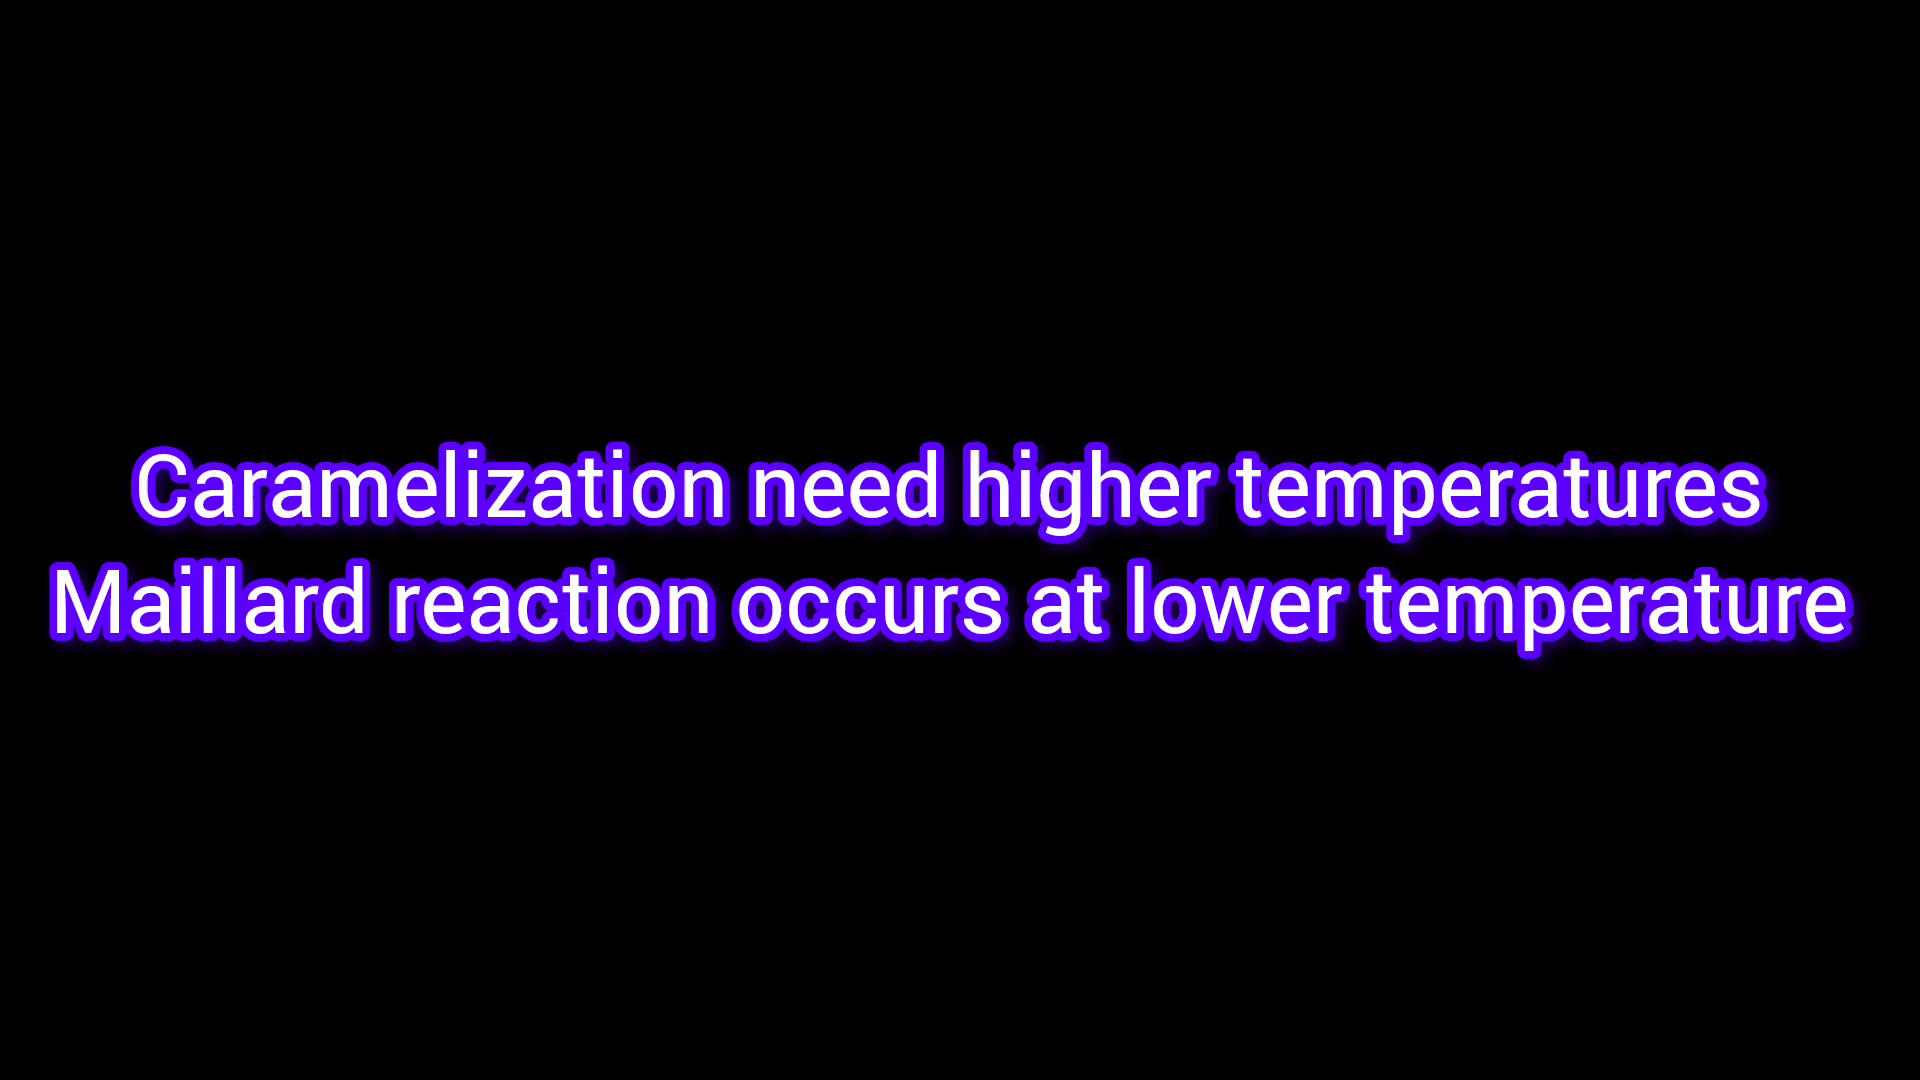 Caramelization need higher temperatures
Maillard reaction occurs at lower temperature